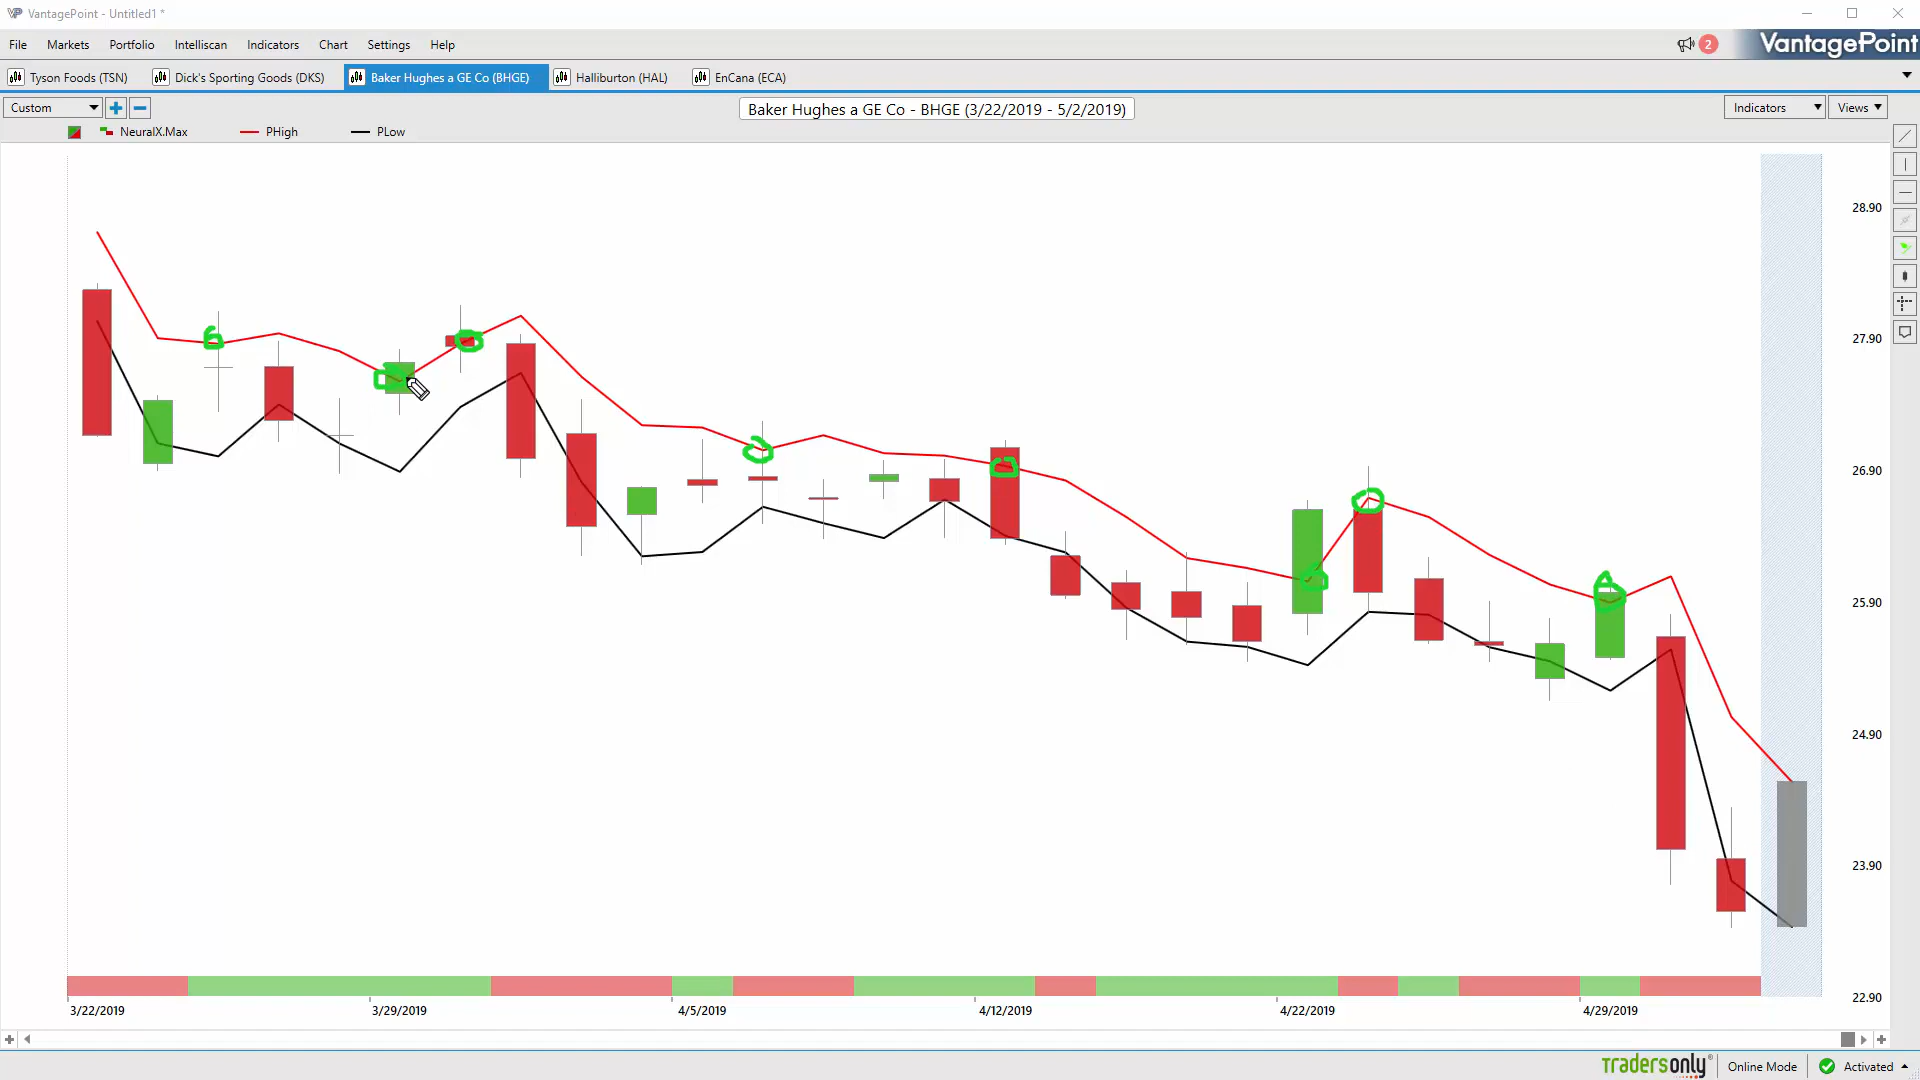 VantagePoint - Untitled1 *
File Markets Portfolio Intelliscan Indicators Chart Settings Help 2 VantagePoint
Tyson Foods (TSN) Dick's Sporting Goods (DKS) Baker Hughes a GE Co (BHGE) Halliburton (HAL) EnCana (ECA)
Custom Baker Hughes a GE Co - BHGE (3/22/2019 - 5/2/2019) Indicators Views
NeuralX.Max PHigh PLow
28.90
27.90
26.90
25.90
24.90
23.90
22.90
3/22/2019 3/29/2019 4/5/2019 4/12/2019 4/22/2019 4/29/2019
tradersonly® Online Mode Activated